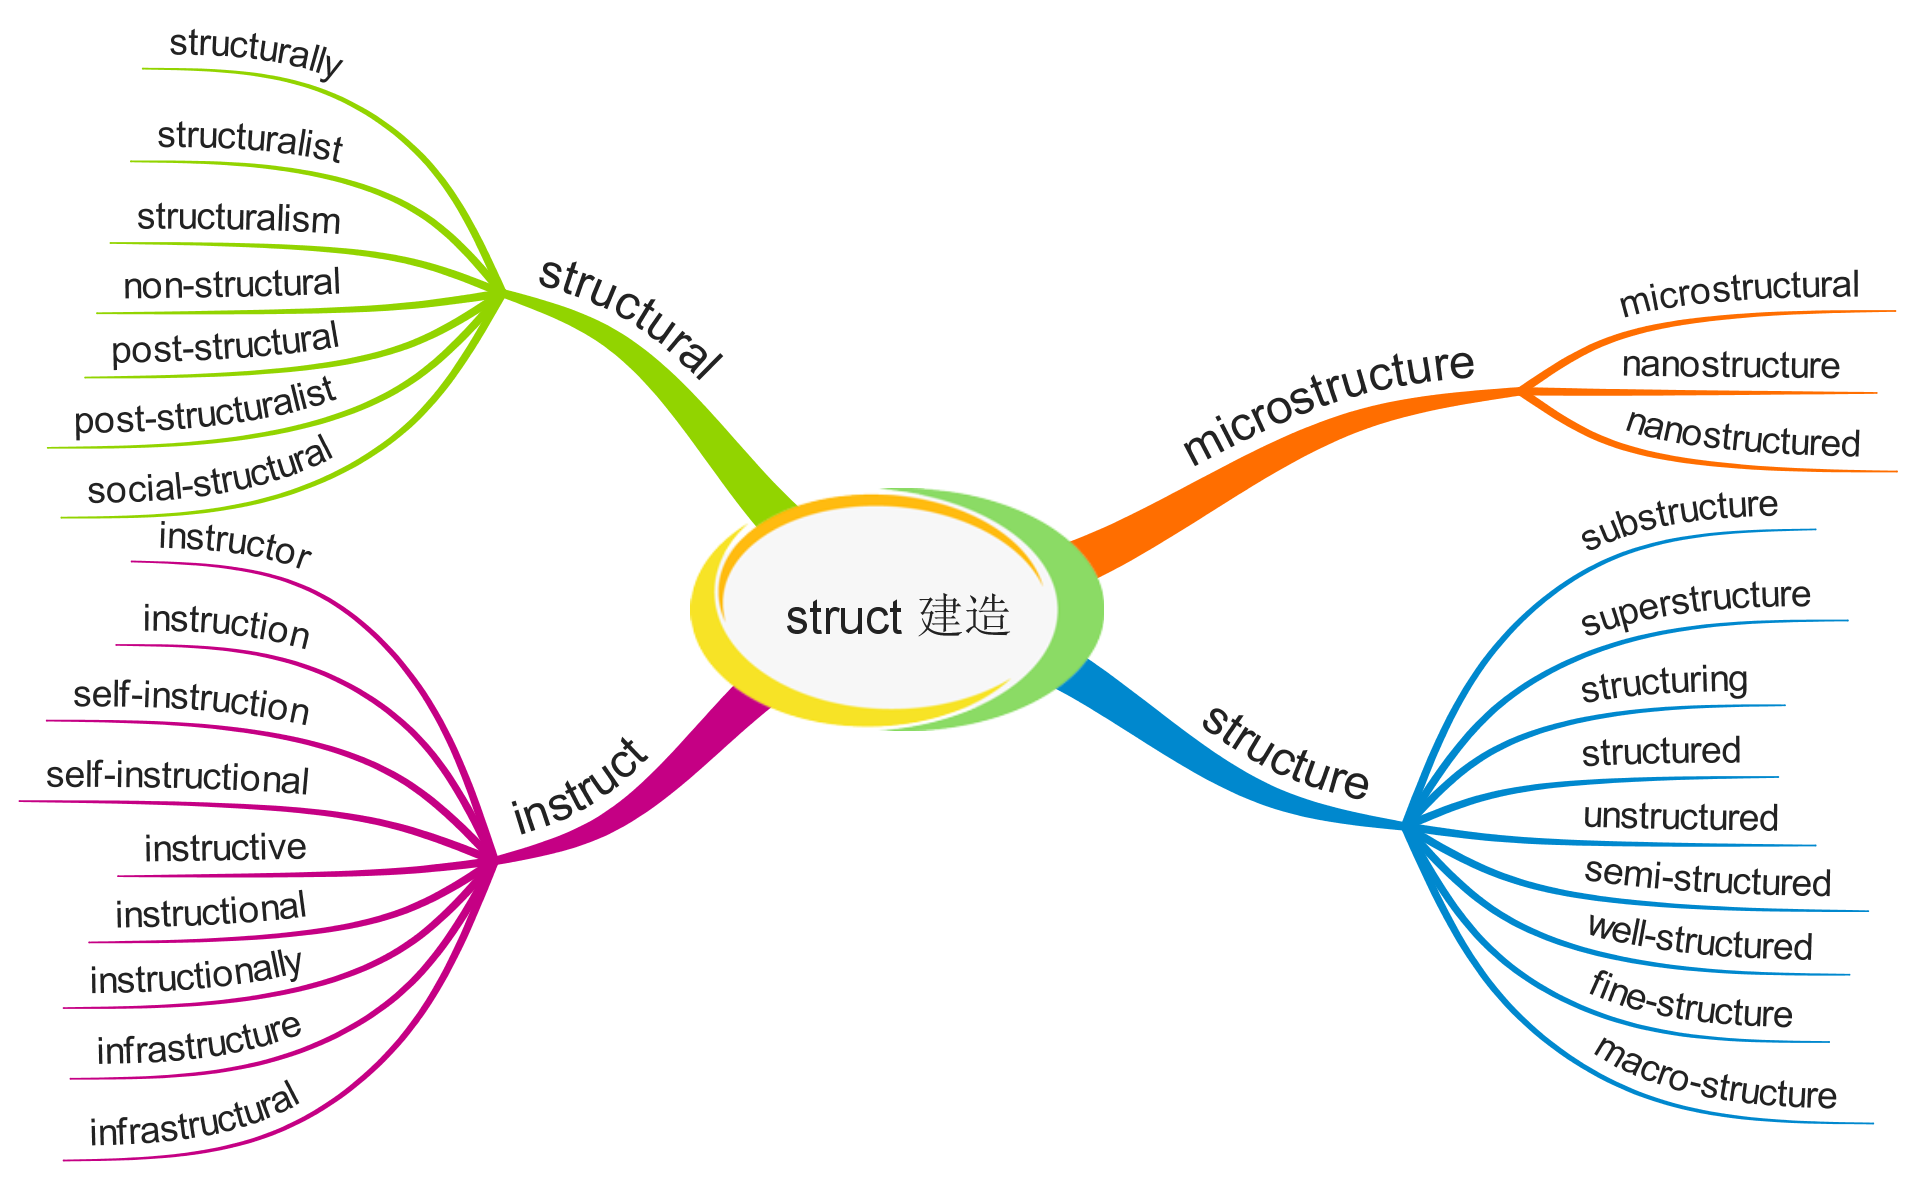 struct 建造
structural
structurally
structuralist
structuralism
non-structural
post-structural
post-structuralist
social-structural
instruct
instructor
instruction
self-instruction
self-instructional
instructive
instructional
instructionally
infrastructure
infrastructural
microstructure
microstructural
nanostructure
nanostructured
structure
substructure
superstructure
structuring
structured
unstructured
semi-structured
well-structured
fine-structure
macro-structure